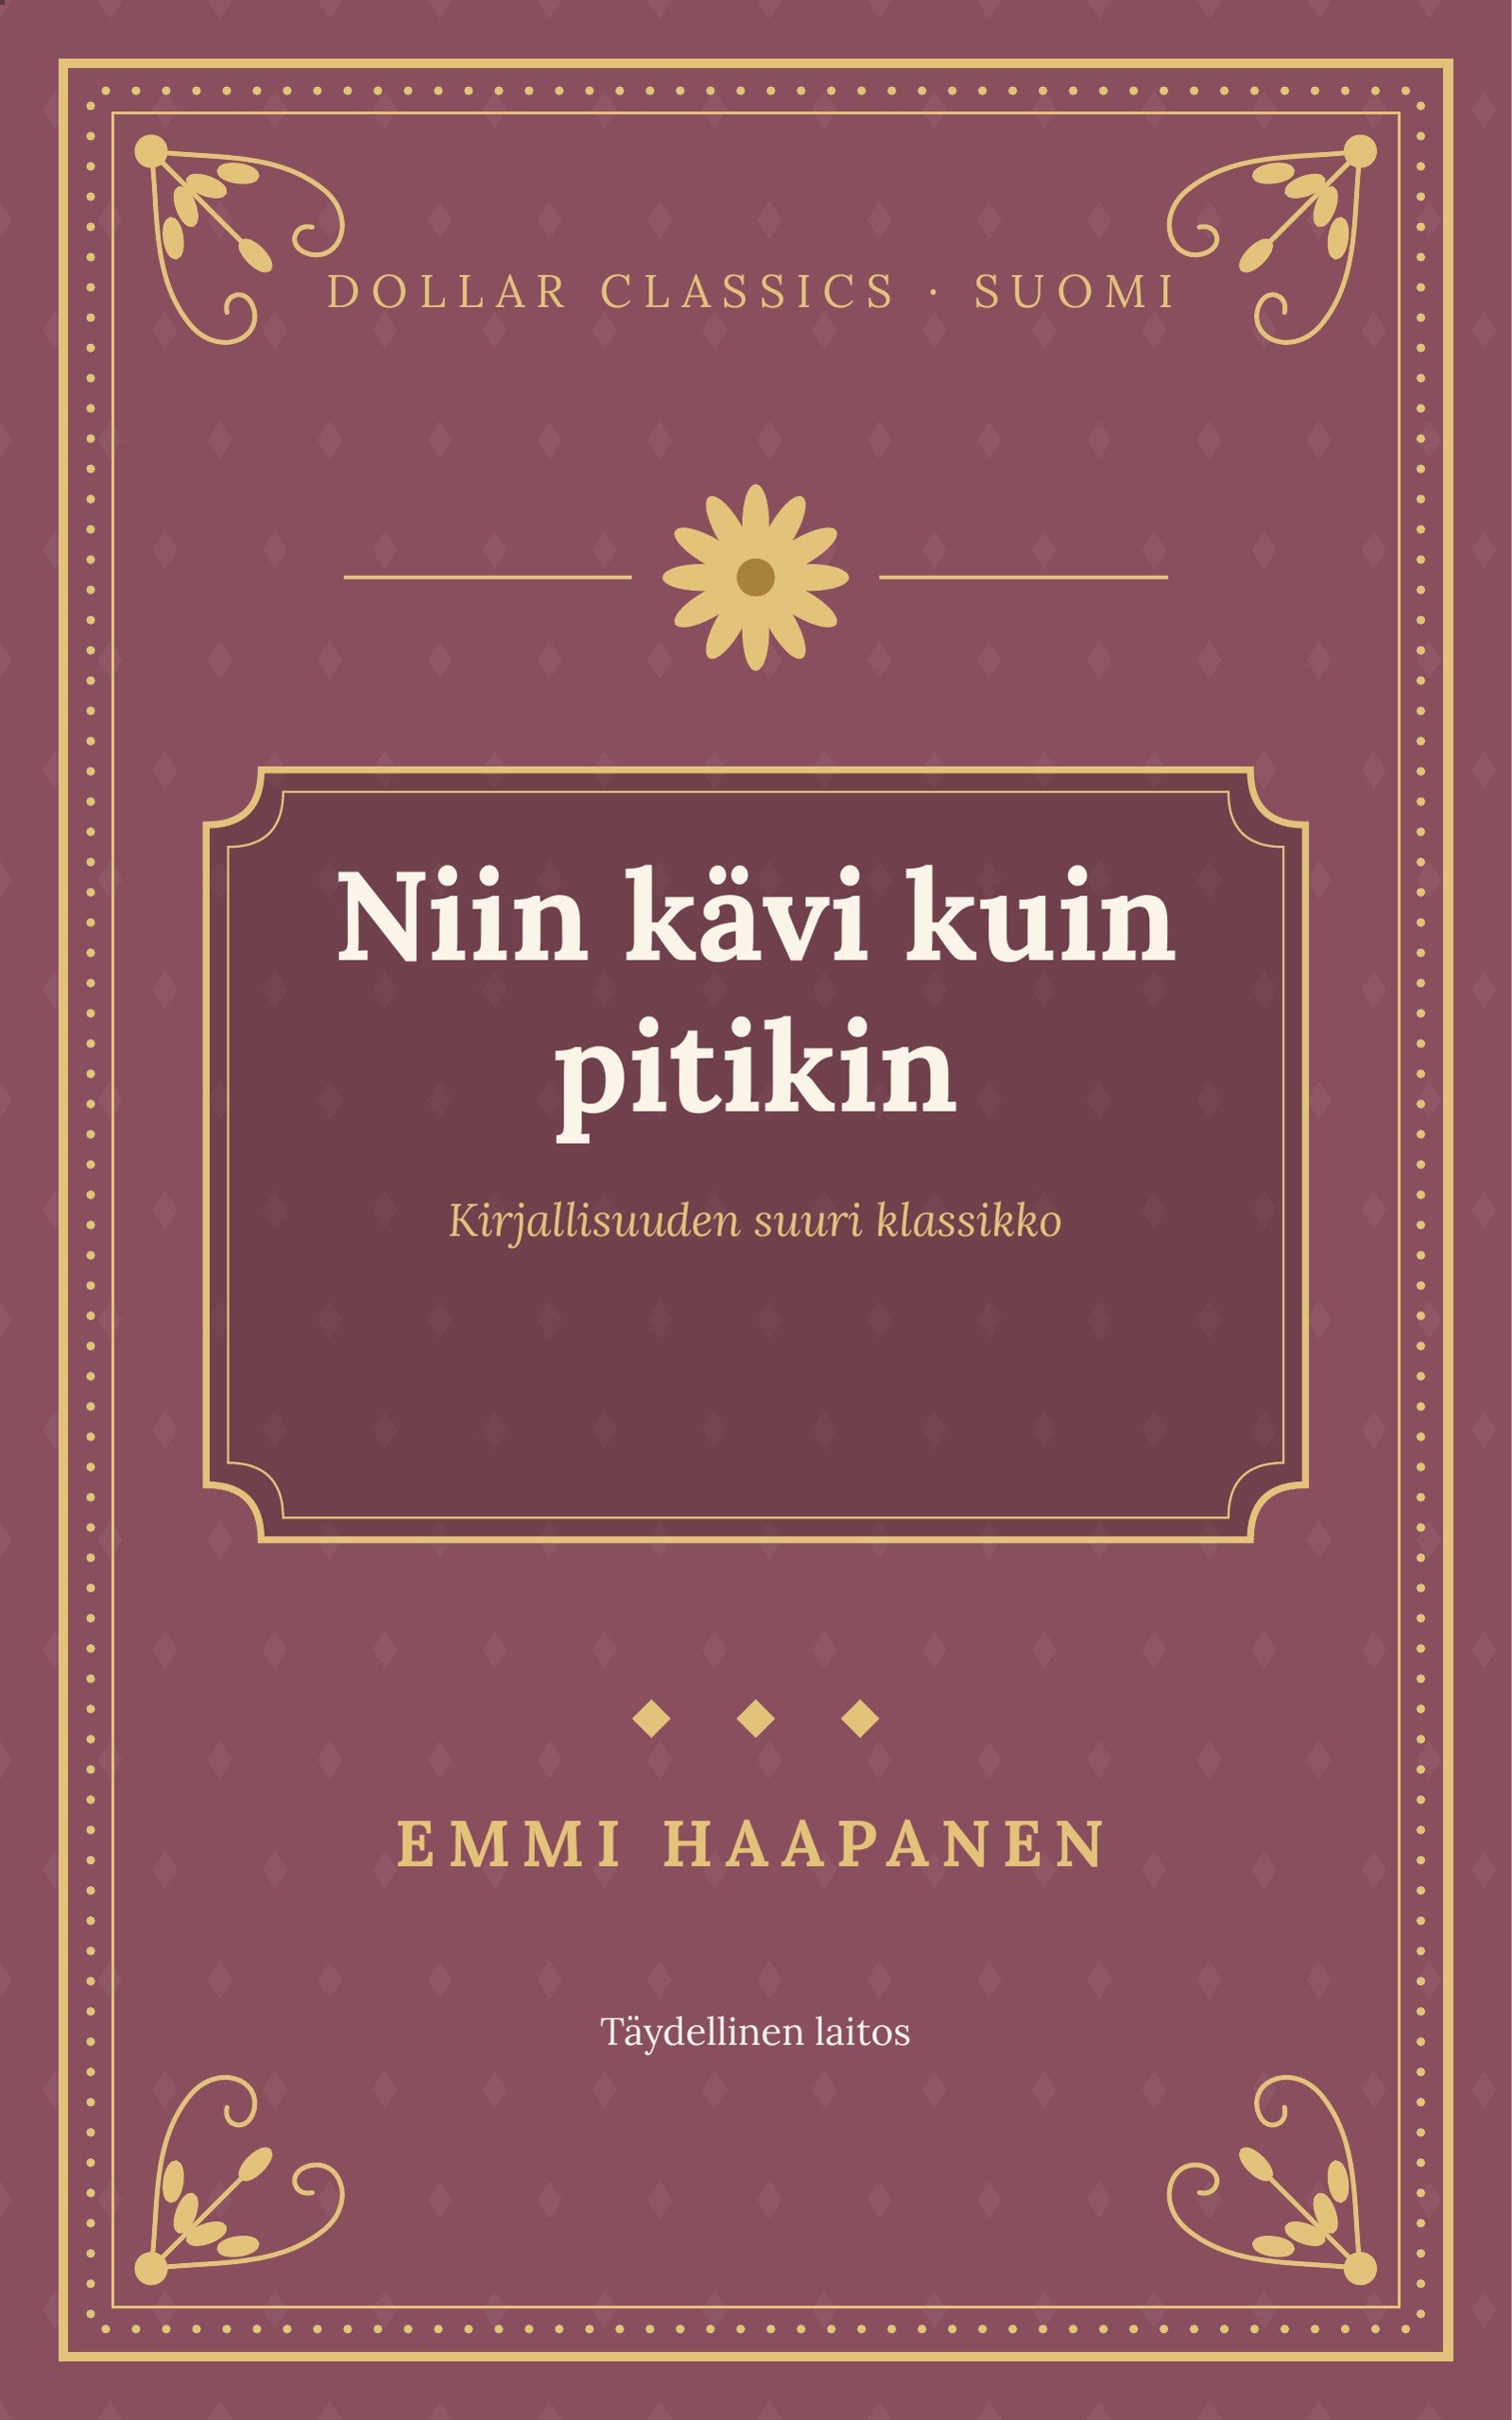 DOLLAR CLASSICS · SUOMI
Niin kävi kuin
pitikin
Kirjallisuuden suuri klassikko
EMMI HAAPANEN
Täydellinen laitos